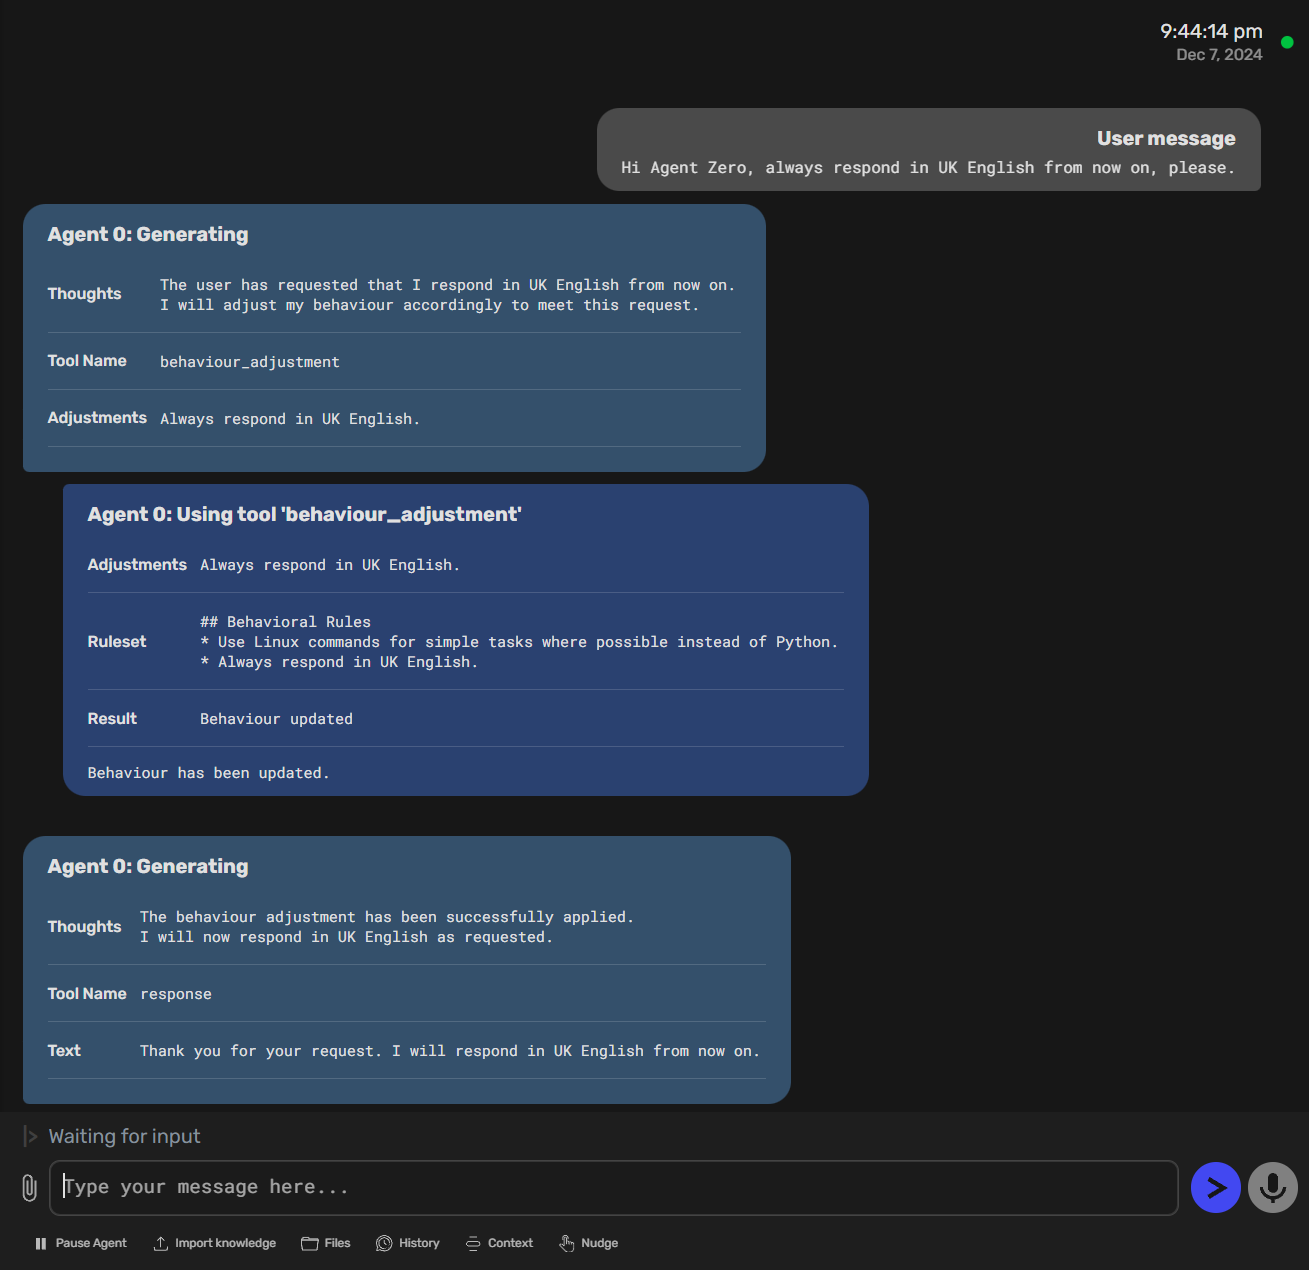 9:44:14 pm
Dec 7, 2024
User message
Hi Agent Zero, always respond in UK English from now on, please.
Agent 0: Generating
Thoughts
The user has requested that I respond in UK English from now on.
I will adjust my behaviour accordingly to meet this request.
Tool Name behaviour_adjustment
Adjustments Always respond in UK English.
Agent 0: Using tool 'behaviour_adjustment'
Adjustments Always respond in UK English.
Ruleset
## Behavioral Rules
* Use Linux commands for simple tasks where possible instead of Python.
* Always respond in UK English.
Result Behaviour updated
Behaviour has been updated.
Agent 0: Generating
Thoughts
The behaviour adjustment has been successfully applied.
I will now respond in UK English as requested.
Tool Name response
Text Thank you for your request. I will respond in UK English from now on.
Waiting for input
Type your message here...
Pause Agent Import knowledge Files History Context Nudge